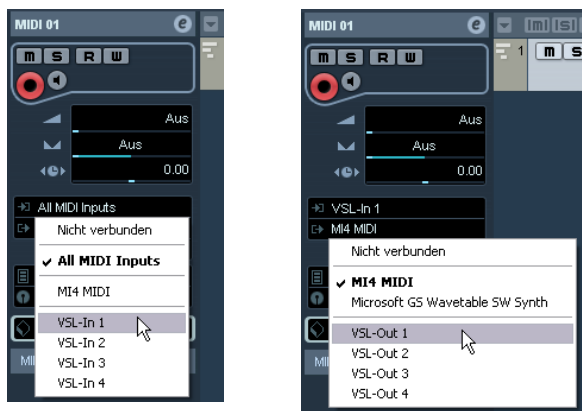 MIDI 01
M S R W
Aus
Aus
0.00
All MIDI Inputs
Nicht verbunden
All MIDI Inputs
MI4 MIDI
VSL-In 1
VSL-In 2
VSL-In 3
VSL-In 4
MI
MIDI 01
M S
M S R W
1 M S
Aus
Aus
0.00
VSL-In 1
MI4 MIDI
Nicht verbunden
MI4 MIDI
Microsoft GS Wavetable SW Synth
VSL-Out 1
VSL-Out 2
VSL-Out 3
VSL-Out 4
MI